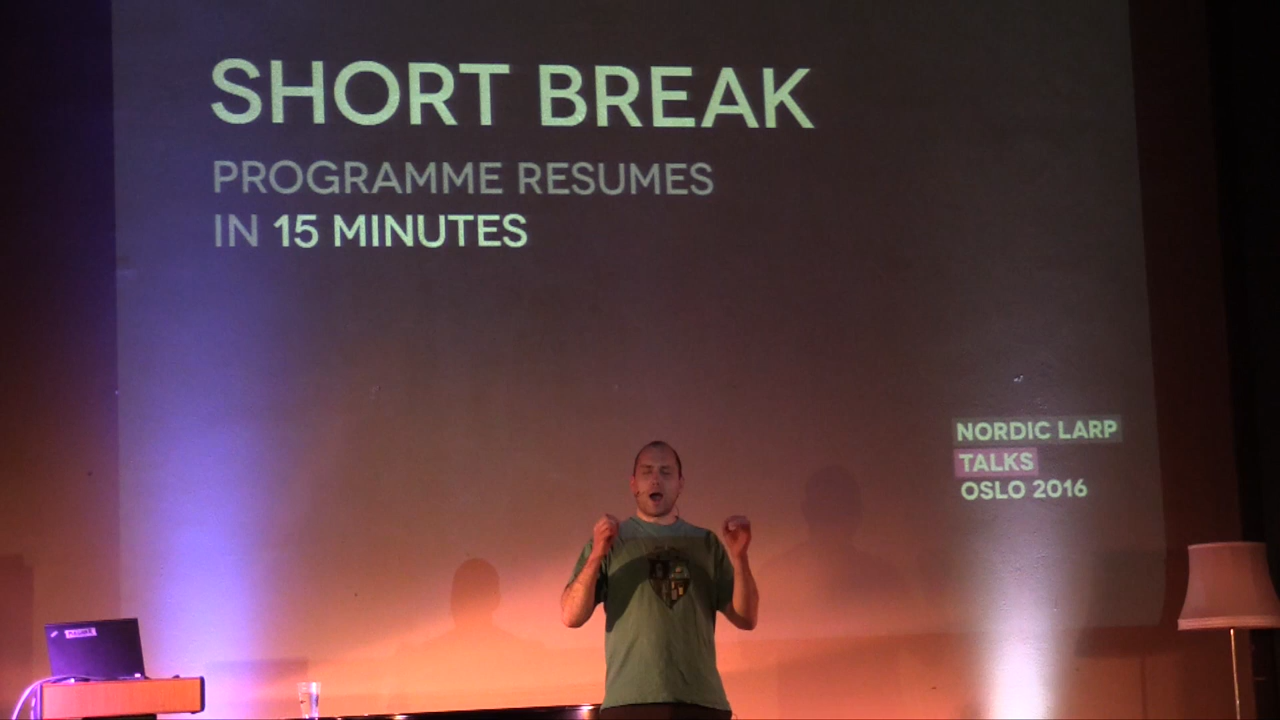 SHORT BREAK
PROGRAMME RESUMES
IN 15 MINUTES
NORDIC LARP
TALKS
OSLO 2016